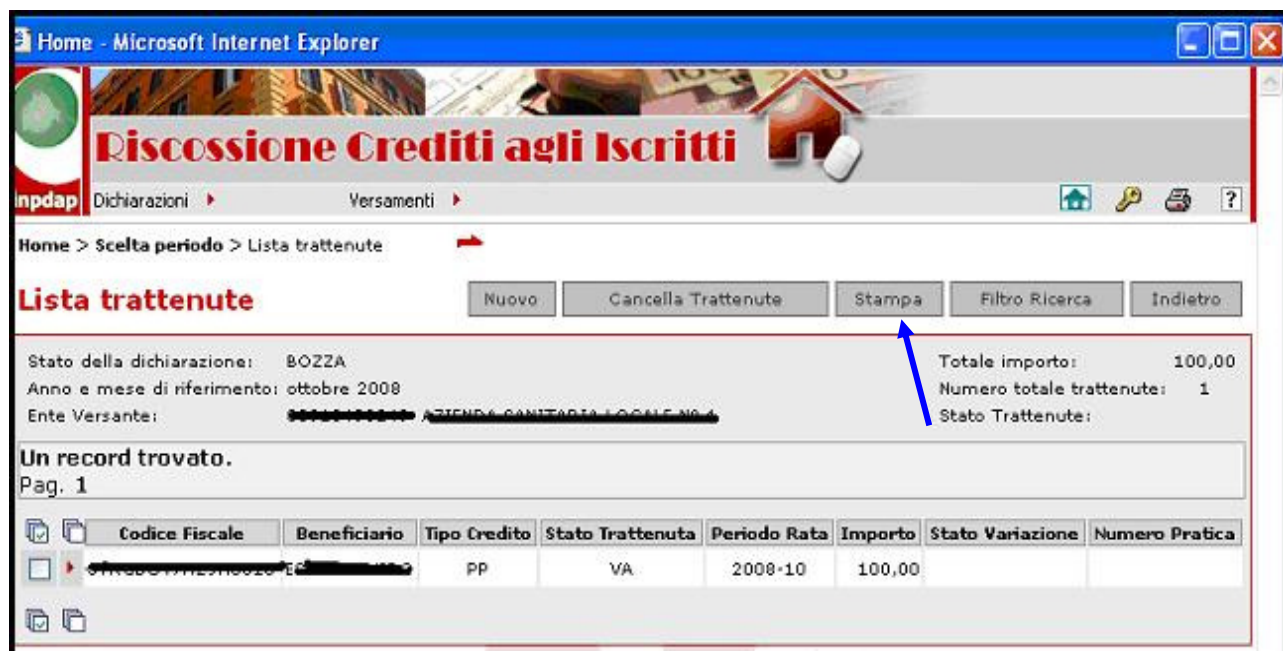 Home - Microsoft Internet Explorer
Riscossione Crediti agli Iscritti
inpdap Dichiarazioni Versamenti ?
Home > Scelta periodo > Lista trattenute
Lista trattenute Nuovo Cancella Trattenute Stampa Filtro Ricerca Indietro
Stato della dichiarazione: BOZZA Totale importo: 100,00
Anno e mese di riferimento: ottobre 2008 Numero totale trattenute: 1
Ente Versante: Stato Trattenute:
Un record trovato.
Pag. 1
Codice Fiscale Beneficiario Tipo Credito Stato Trattenuta Periodo Rata Importo Stato Variazione Numero Pratica
PP VA 2008-10 100,00